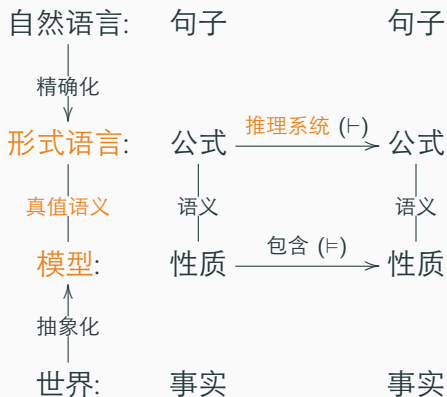 自然语言: 句子 句子
精确化
形式语言: 公式 推理系统 (⊢) 公式
真值语义 语义 语义
模型: 性质 包含 (⊨) 性质
抽象化
世界: 事实 事实